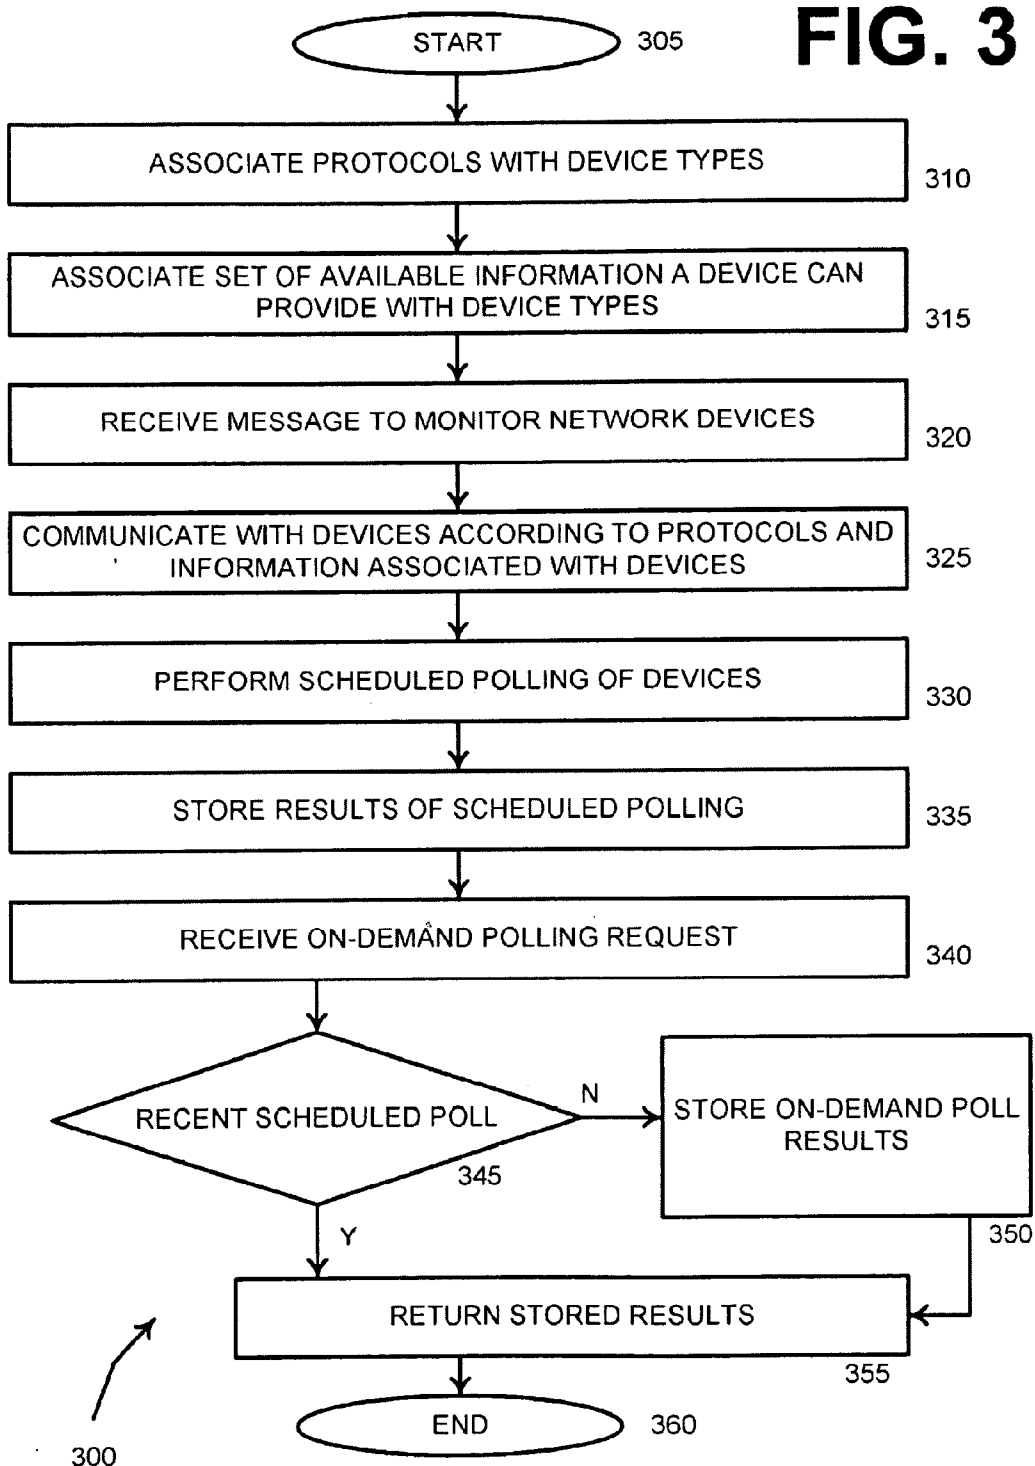 FIG. 3
START
305
ASSOCIATE PROTOCOLS WITH DEVICE TYPES
310
ASSOCIATE SET OF AVAILABLE INFORMATION A DEVICE CAN
PROVIDE WITH DEVICE TYPES
315
RECEIVE MESSAGE TO MONITOR NETWORK DEVICES
320
COMMUNICATE WITH DEVICES ACCORDING TO PROTOCOLS AND
INFORMATION ASSOCIATED WITH DEVICES
325
PERFORM SCHEDULED POLLING OF DEVICES
330
STORE RESULTS OF SCHEDULED POLLING
335
RECEIVE ON-DEMAND POLLING REQUEST
340
RECENT SCHEDULED POLL
345
N
STORE ON-DEMAND POLL
RESULTS
350
Y
RETURN STORED RESULTS
355
END
360
300